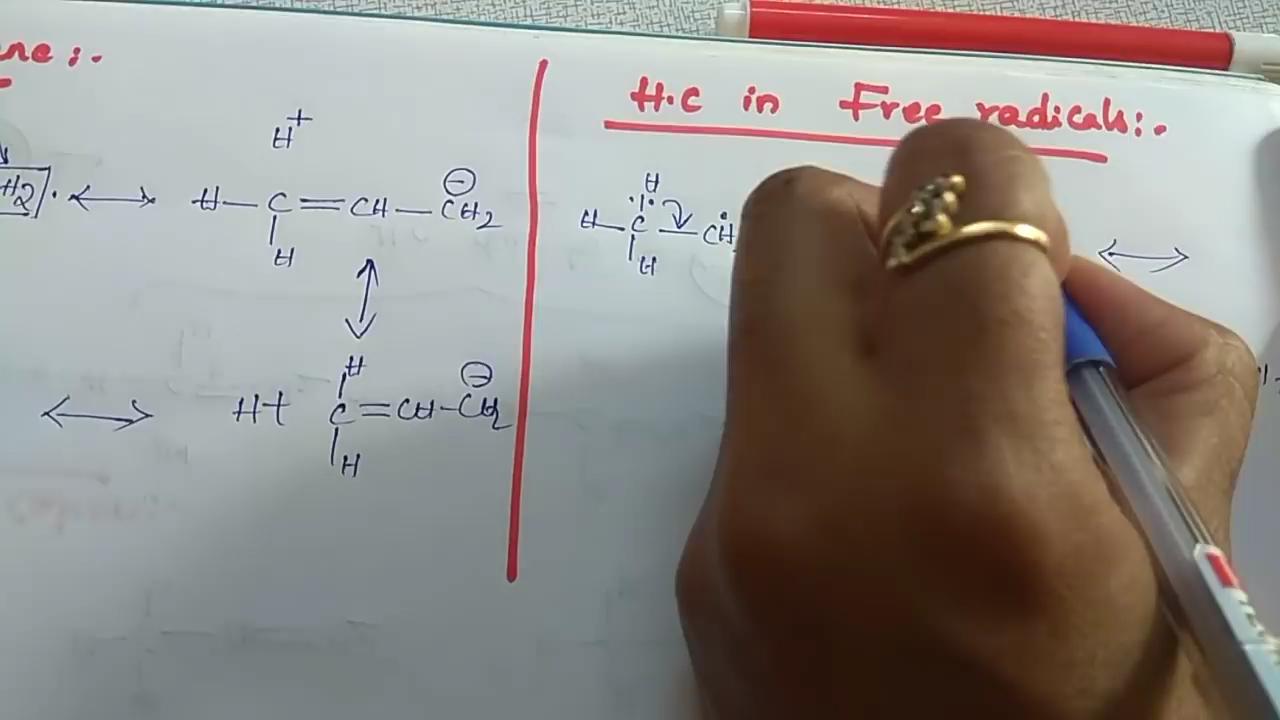 ne :-
H.C in Free radicals:-
H+
H2]. ⟷ H—C=CH—CH2 ⊖
H
⟷
H H
H—C—CH
H
⟷ H+ C=CH-CH2 ⊖
H